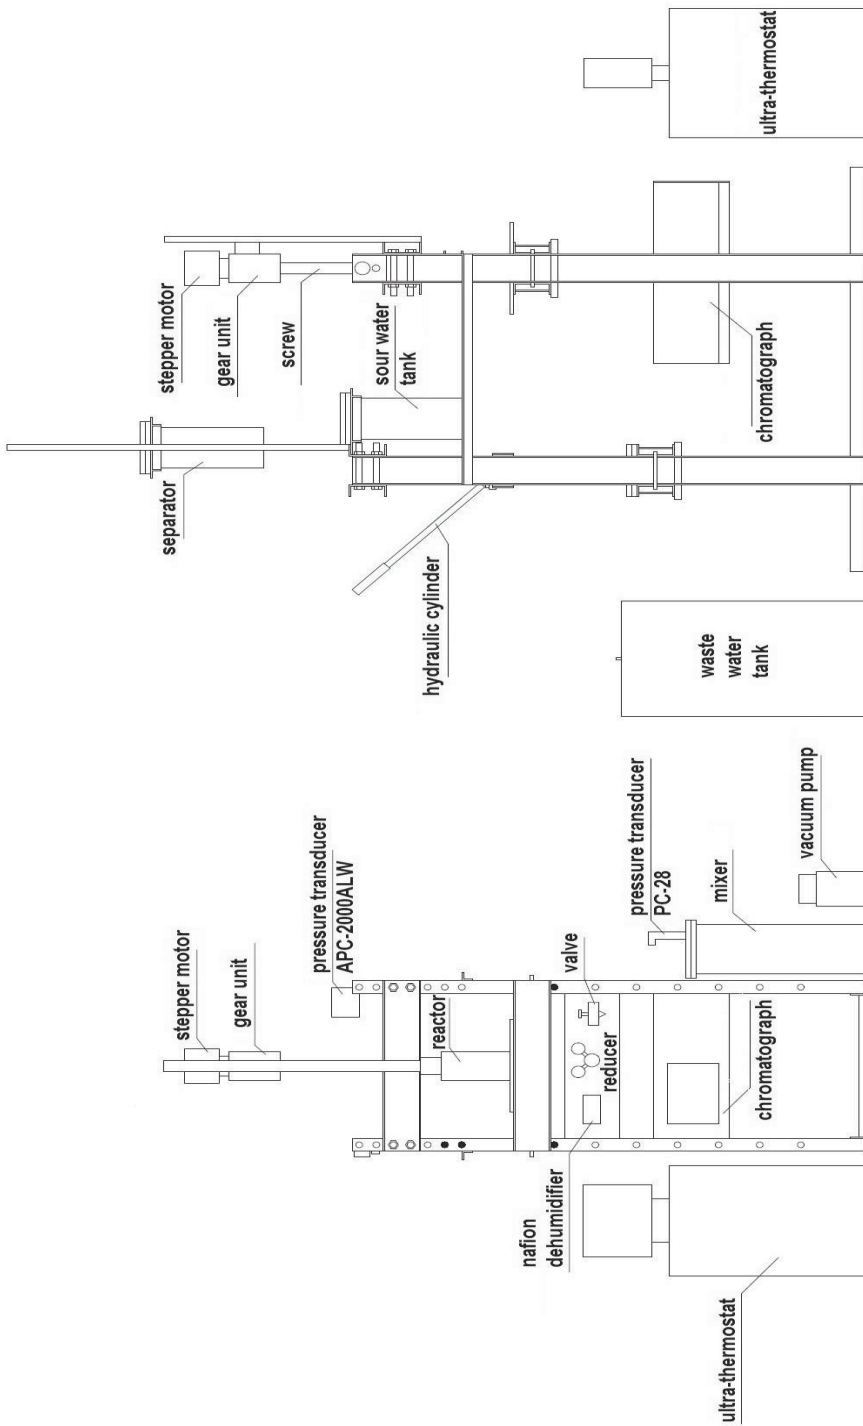 stepper motor
gear unit
pressure transducer
APC-2000ALW
reactor
valve
reducer
nafion
dehumidifier
pressure transducer
PC-28
mixer
vacuum pump
chromatograph
ultra-thermostat
separator
stepper motor
gear unit
screw
sour water
tank
hydraulic cylinder
waste
water
tank
chromatograph
ultra-thermostat